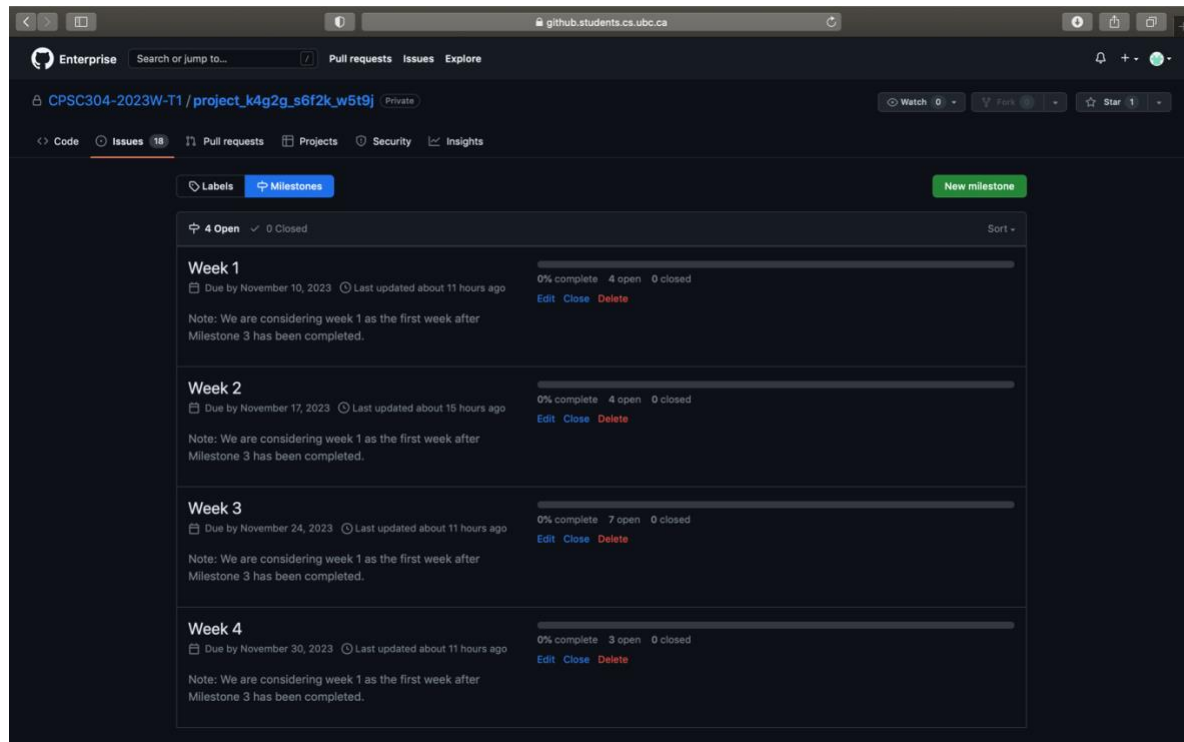 github.students.cs.ubc.ca
Enterprise Search or jump to... / Pull requests Issues Explore
CPSC304-2023W-T1 / project_k4g2g_s6f2k_w5t9j Private Watch 0 Fork 0 Star 1
Code Issues 18 Pull requests Projects Security Insights
Labels Milestones New milestone
4 Open 0 Closed Sort
Week 1
Due by November 10, 2023 Last updated about 11 hours ago
0% complete 4 open 0 closed
Edit Close Delete
Note: We are considering week 1 as the first week after
Milestone 3 has been completed.
Week 2
Due by November 17, 2023 Last updated about 15 hours ago
0% complete 4 open 0 closed
Edit Close Delete
Note: We are considering week 1 as the first week after
Milestone 3 has been completed.
Week 3
Due by November 24, 2023 Last updated about 11 hours ago
0% complete 7 open 0 closed
Edit Close Delete
Note: We are considering week 1 as the first week after
Milestone 3 has been completed.
Week 4
Due by November 30, 2023 Last updated about 11 hours ago
0% complete 3 open 0 closed
Edit Close Delete
Note: We are considering week 1 as the first week after
Milestone 3 has been completed.